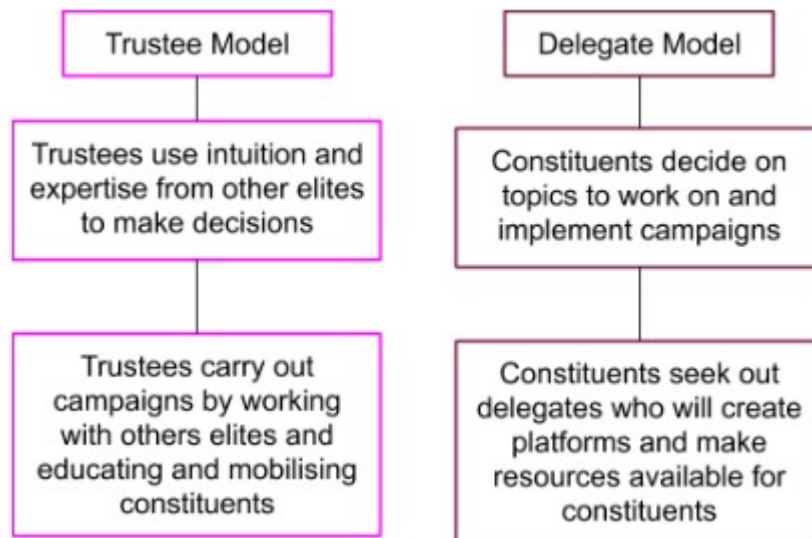 Trustee Model
Trustees use intuition and
expertise from other elites
to make decisions
Trustees carry out
campaigns by working
with others elites and
educating and mobilising
constituents
Delegate Model
Constituents decide on
topics to work on and
implement campaigns
Constituents seek out
delegates who will create
platforms and make
resources available for
constituents